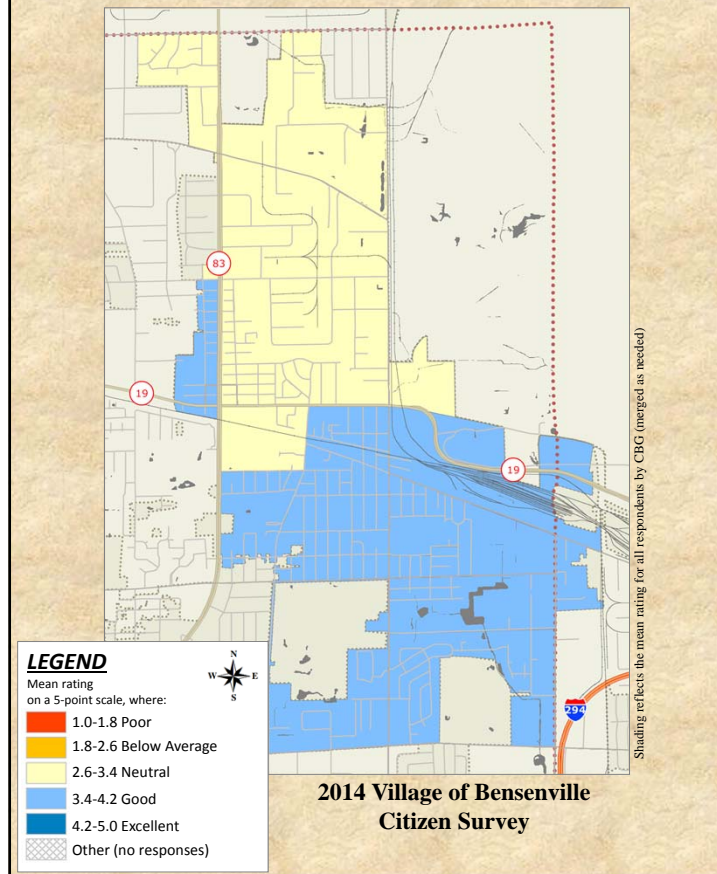 83
19
19
294
Shading reflects the mean rating for all respondents by CBG (merged as needed)
LEGEND
Mean rating
on a 5-point scale, where:
N
W E
S
1.0-1.8 Poor
1.8-2.6 Below Average
2.6-3.4 Neutral
3.4-4.2 Good
4.2-5.0 Excellent
Other (no responses)
2014 Village of Bensenville
Citizen Survey